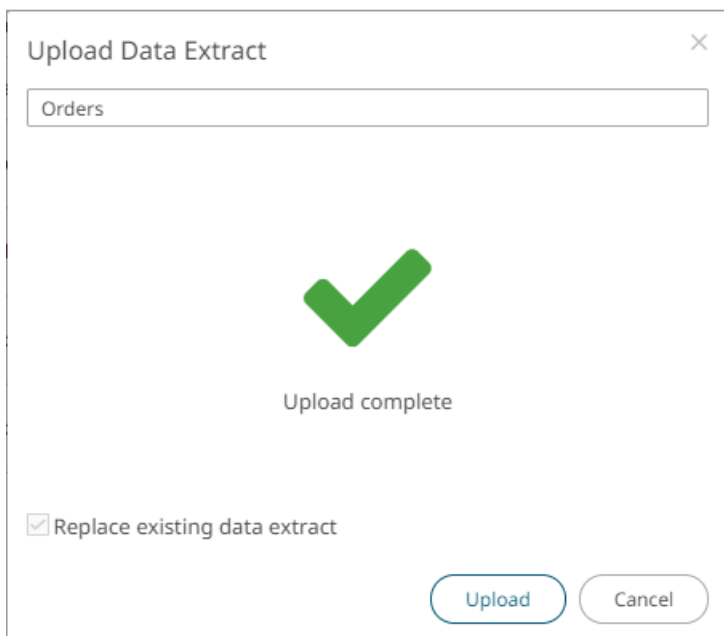 Upload Data Extract
Orders
Upload complete
Replace existing data extract
Upload
Cancel